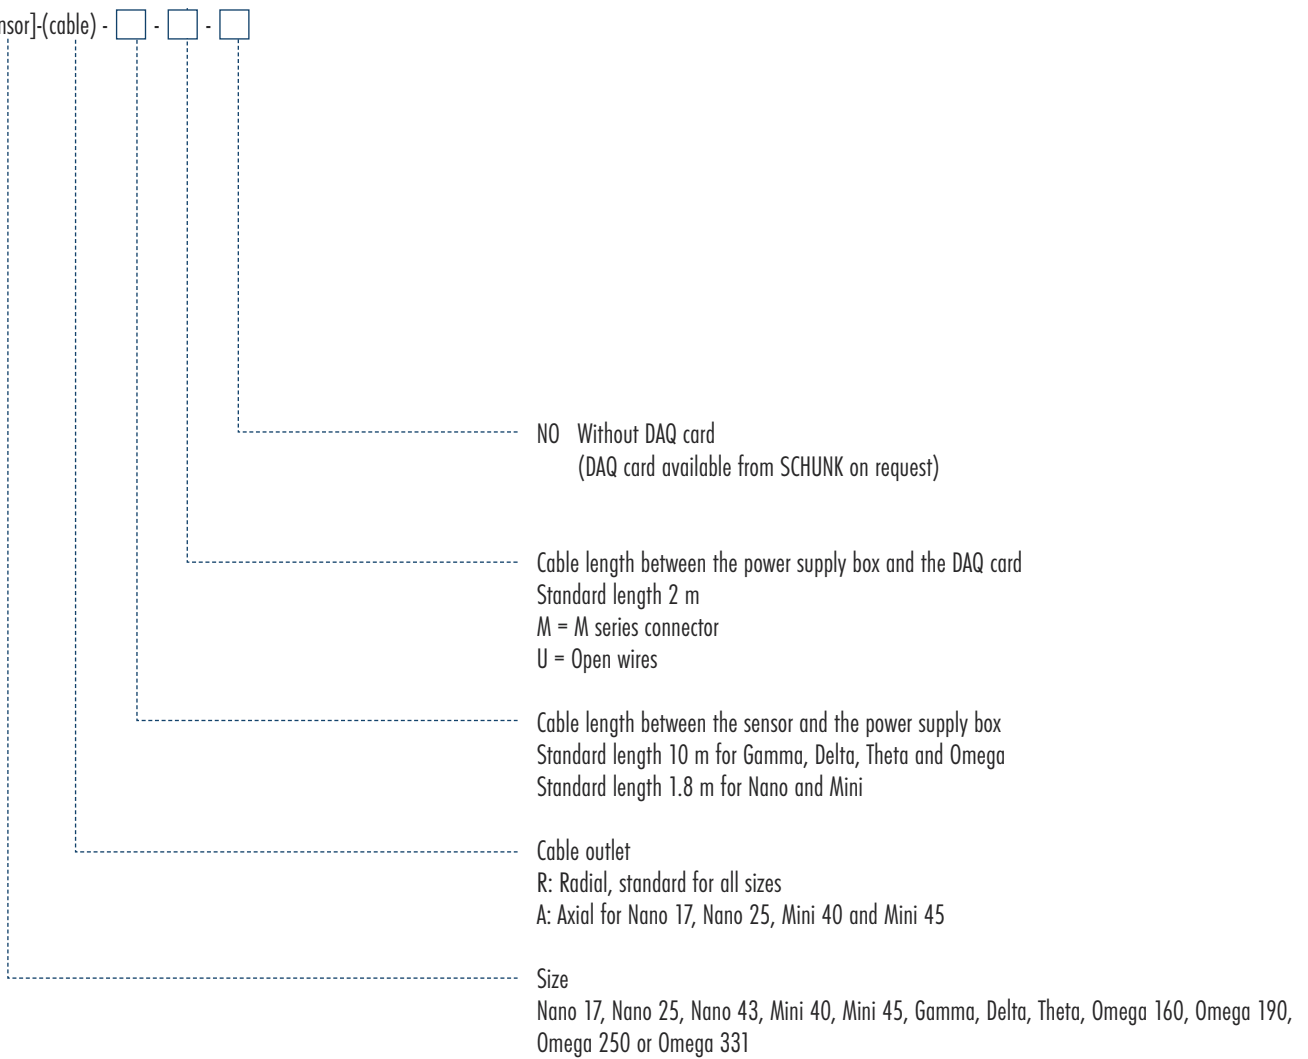 nsor]-(cable) - - -
NO Without DAQ card
(DAQ card available from SCHUNK on request)
Cable length between the power supply box and the DAQ card
Standard length 2 m
M = M series connector
U = Open wires
Cable length between the sensor and the power supply box
Standard length 10 m for Gamma, Delta, Theta and Omega
Standard length 1.8 m for Nano and Mini
Cable outlet
R: Radial, standard for all sizes
A: Axial for Nano 17, Nano 25, Mini 40 and Mini 45
Size
Nano 17, Nano 25, Nano 43, Mini 40, Mini 45, Gamma, Delta, Theta, Omega 160, Omega 190,
Omega 250 or Omega 331